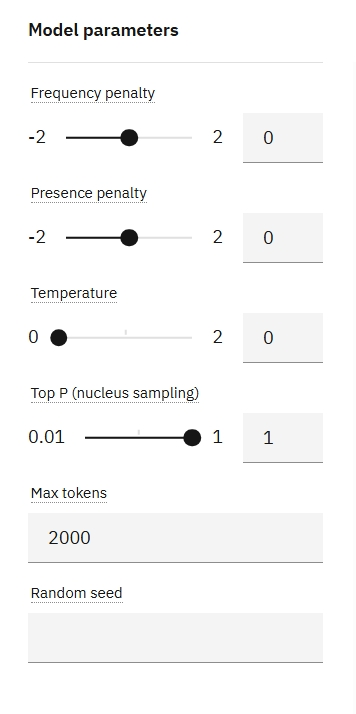 Model parameters
Frequency penalty
-2 2 0
Presence penalty
-2 2 0
Temperature
0 2 0
Top P (nucleus sampling)
0.01 1 1
Max tokens
2000
Random seed